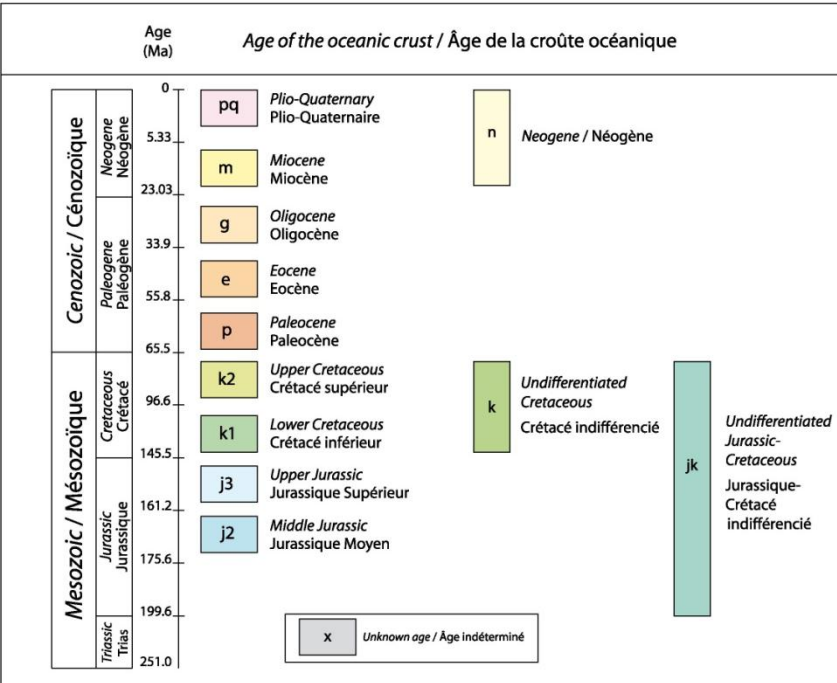 Age
(Ma)
Age of the oceanic crust / Âge de la croûte océanique
Cenozoic / Cénozoïque
Mesozoic / Mésozoïque
Neogene
Néogène
Paleogene
Paléogène
Cretaceous
Crétacé
Jurassic
Jurassique
Triassic
Trias
0
5.33
23.03
33.9
55.8
65.5
96.6
145.5
161.2
175.6
199.6
251.0
pq
Plio-Quaternary
Plio-Quaternaire
m
Miocene
Miocène
g
Oligocene
Oligocène
e
Eocene
Eocène
p
Paleocene
Paleocène
k2
Upper Cretaceous
Crétacé supérieur
k1
Lower Cretaceous
Crétacé inférieur
j3
Upper Jurassic
Jurassique Supérieur
j2
Middle Jurassic
Jurassique Moyen
n
Neogene / Néogène
k
Undifferentiated
Cretaceous
Crétacé indifférencié
jk
Undifferentiated
Jurassic-
Cretaceous
Jurassique-
Crétacé
indifférencié
x
Unknown age / Âge indéterminé